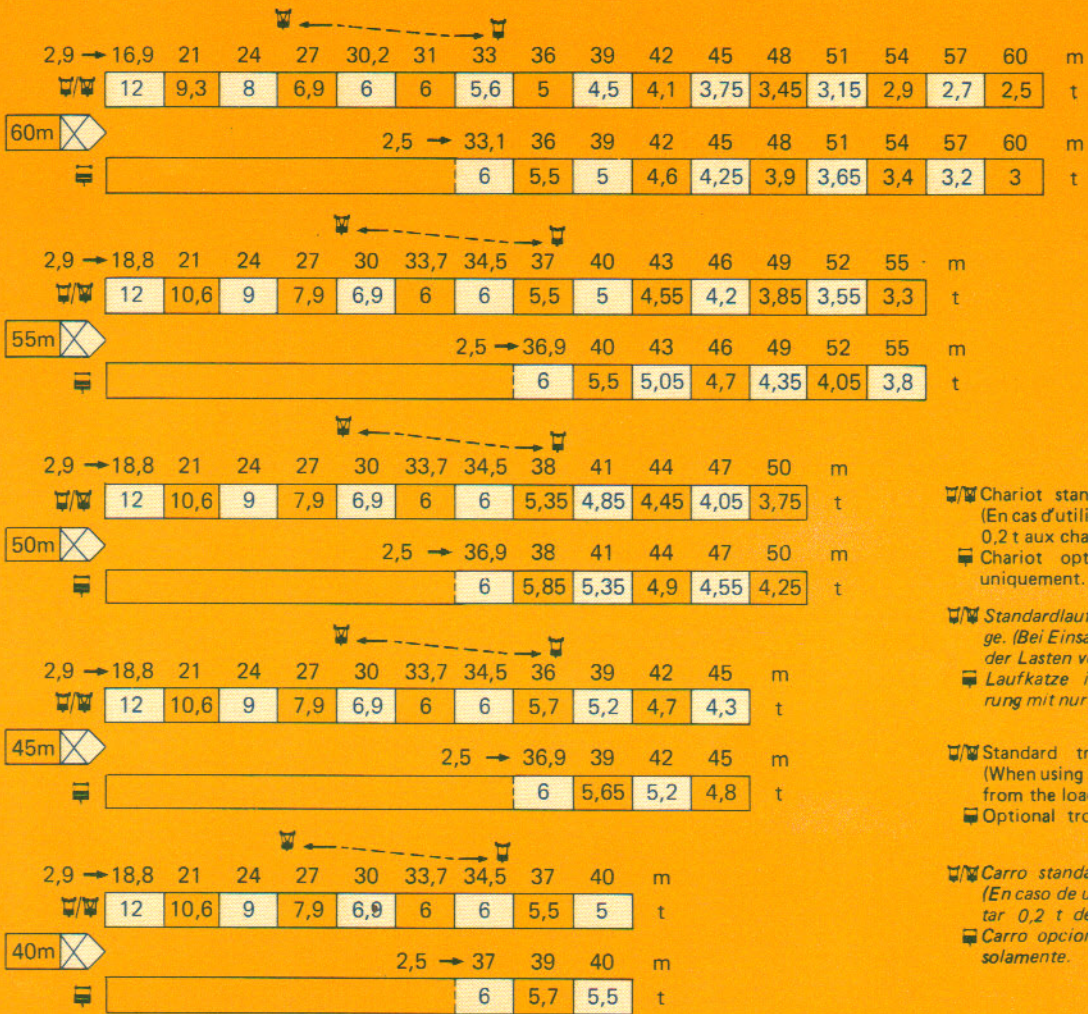 2,9 → 16,9 21 24 27 30,2 31 33 36 39 42 45 48 51 54 57 60 m
12 9,3 8 6,9 6 6 5,6 5 4,5 4,1 3,75 3,45 3,15 2,9 2,7 2,5 t
60m
2,5 → 33,1 36 39 42 45 48 51 54 57 60 m
6 5,5 5 4,6 4,25 3,9 3,65 3,4 3,2 3 t
2,9 → 18,8 21 24 27 30 33,7 34,5 37 40 43 46 49 52 55 m
12 10,6 9 7,9 6,9 6 6 5,5 5 4,55 4,2 3,85 3,55 3,3 t
55m
2,5 → 36,9 40 43 46 49 52 55 m
6 5,5 5,05 4,7 4,35 4,05 3,8 t
2,9 → 18,8 21 24 27 30 33,7 34,5 38 41 44 47 50 m
12 10,6 9 7,9 6,9 6 6 5,35 4,85 4,45 4,05 3,75 t
50m
2,5 → 36,9 38 41 44 47 50 m
6 5,85 5,35 4,9 4,55 4,25 t
2,9 → 18,8 21 24 27 30 33,7 34,5 36 39 42 45 m
12 10,6 9 7,9 6,9 6 6 5,7 5,2 4,7 4,3 t
45m
2,5 → 36,9 39 42 45 m
6 5,65 5,2 4,8 t
2,9 → 18,8 21 24 27 30 33,7 34,5 37 40 m
12 10,6 9 7,9 6,9 6 6 5,5 5 t
40m
2,5 → 37 39 40 m
6 5,7 5,5 t
Chariot stan
(En cas d'utili
0,2 t aux cha
Chariot opt
uniquement.
Standardlauf
ge. (Bei Einsa
der Lasten v
Laufkatze i
rung mit nur
Standard tr
(When using
from the loa
Optional tro
Carro standa
(En caso de u
tar 0,2 t de
Carro opcion
solamente.